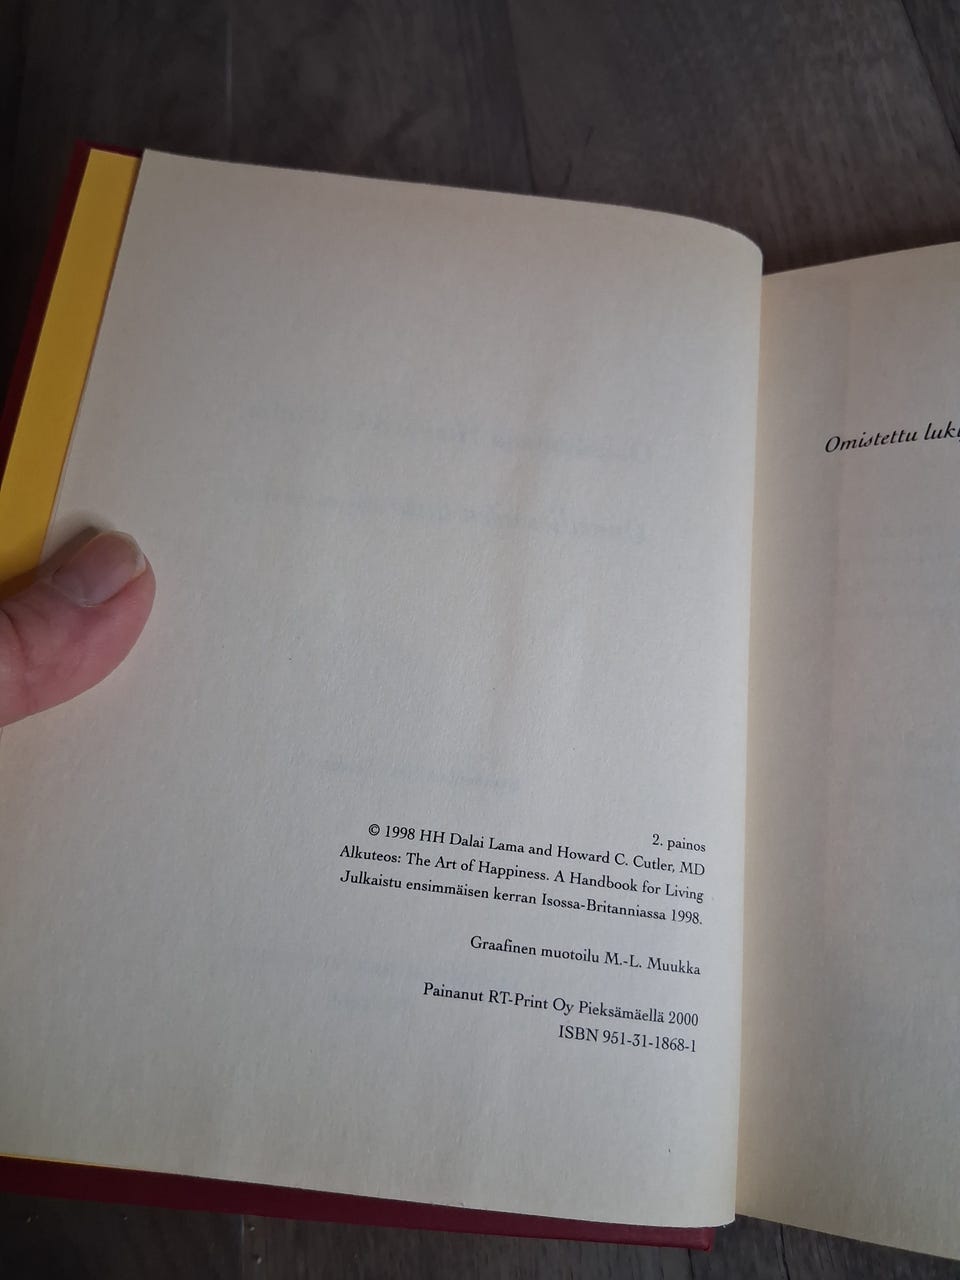 2. painos
© 1998 HH Dalai Lama and Howard C. Cutler, MD
Alkuteos: The Art of Happiness. A Handbook for Living
Julkaistu ensimmäisen kerran Isossa-Britanniassa 1998.
Graafinen muotoilu M.-L. Muukka
Painanut RT-Print Oy Pieksämäellä 2000
ISBN 951-31-1868-1
Omistettu